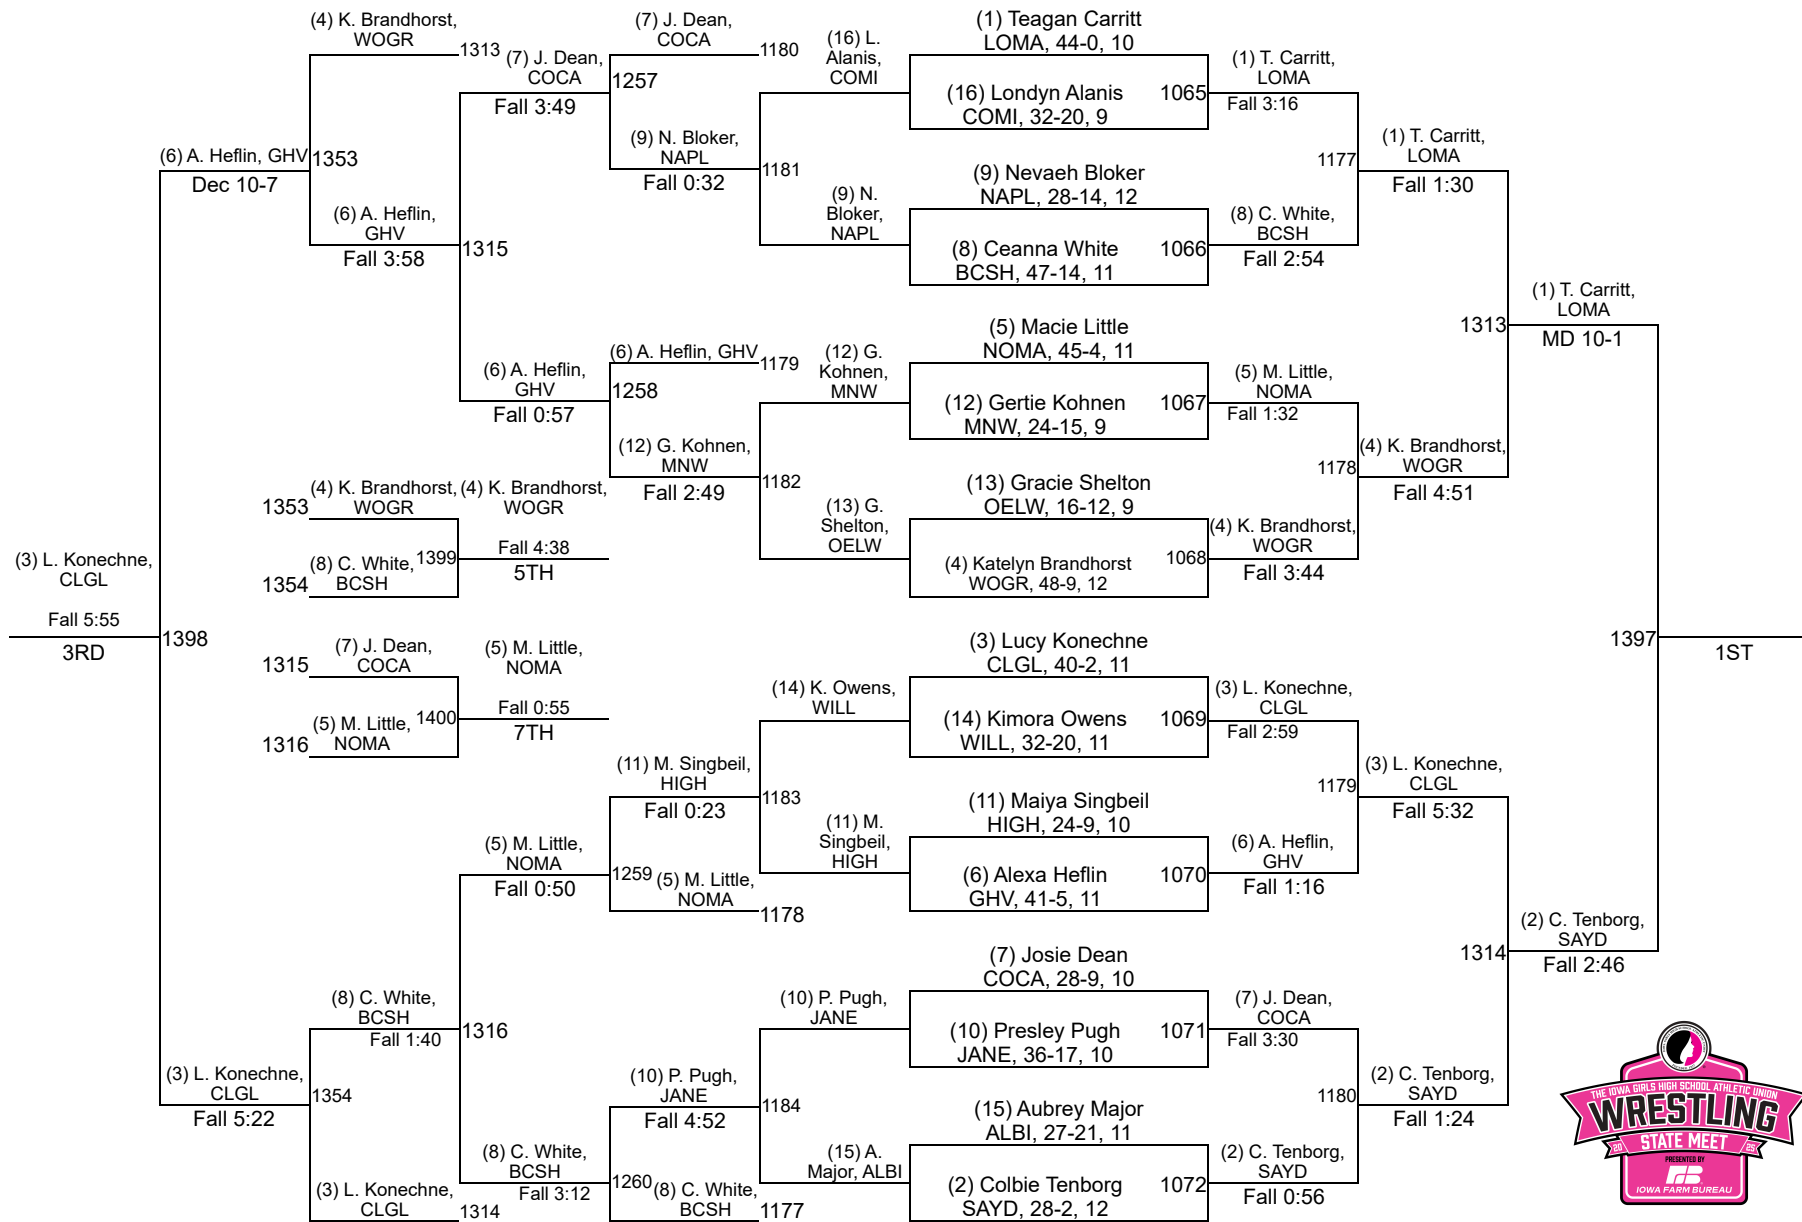 (4) K. Brandhorst,
WOGR
1313
(7) J. Dean,
COCA
1180
(7) J. Dean,
COCA
Fall 3:49
1257
(9) N. Bloker,
NAPL
Fall 0:32
(6) A. Heflin, GHV
Dec 10-7
1353
(6) A. Heflin,
GHV
Fall 3:58
1315
(16) L.
Alanis,
COMI
1181
(9) N.
Bloker,
NAPL
(6) A. Heflin, GHV
1179
(6) A. Heflin,
GHV
Fall 0:57
1258
(12) G. Kohnen,
MNW
Fall 2:49
(12) G.
Kohnen,
MNW
1182
(13) G.
Shelton,
OELW
1353
(4) K. Brandhorst,
WOGR
(4) K. Brandhorst,
WOGR
1354
(8) C. White,
BCSH
1399
Fall 4:38
5TH
(3) L. Konechne,
CLGL
Fall 5:55
3RD
1398
1315
(7) J. Dean,
COCA
(5) M. Little,
NOMA
1316
(5) M. Little,
NOMA
1400
Fall 0:55
7TH
(14) K. Owens,
WILL
(11) M. Singbeil,
HIGH
Fall 0:23
1183
(11) M.
Singbeil,
HIGH
(5) M. Little,
NOMA
Fall 0:50
1259
(5) M. Little,
NOMA
1178
(8) C. White,
BCSH
Fall 1:40
1316
(10) P. Pugh,
JANE
(10) P. Pugh,
JANE
Fall 4:52
1184
(15) A.
Major, ALBI
(3) L. Konechne,
CLGL
Fall 5:22
1354
(8) C. White,
BCSH
Fall 3:12
1260
(8) C. White,
BCSH
1177
(3) L. Konechne,
CLGL
1314
(1) Teagan Carritt
LOMA, 44-0, 10
(16) Londyn Alanis
COMI, 32-20, 9
1065
(1) T. Carritt,
LOMA
Fall 3:16
(9) Nevaeh Bloker
NAPL, 28-14, 12
(8) Ceanna White
BCSH, 47-14, 11
1066
(8) C. White,
BCSH
Fall 2:54
1177
(1) T. Carritt,
LOMA
Fall 1:30
(5) Macie Little
NOMA, 45-4, 11
(12) Gertie Kohnen
MNW, 24-15, 9
1067
(5) M. Little,
NOMA
Fall 1:32
(13) Gracie Shelton
OELW, 16-12, 9
(4) Katelyn Brandhorst
WOGR, 48-9, 12
1068
(4) K. Brandhorst,
WOGR
Fall 3:44
1178
(4) K. Brandhorst,
WOGR
Fall 4:51
1313
(1) T. Carritt,
LOMA
MD 10-1
(3) Lucy Konechne
CLGL, 40-2, 11
(14) Kimora Owens
WILL, 32-20, 11
1069
(3) L. Konechne,
CLGL
Fall 2:59
(11) Maiya Singbeil
HIGH, 24-9, 10
(6) Alexa Heflin
GHV, 41-5, 11
1070
(6) A. Heflin,
GHV
Fall 1:16
1179
(3) L. Konechne,
CLGL
Fall 5:32
(7) Josie Dean
COCA, 28-9, 10
(10) Presley Pugh
JANE, 36-17, 10
1071
(7) J. Dean,
COCA
Fall 3:30
(15) Aubrey Major
ALBI, 27-21, 11
(2) Colbie Tenborg
SAYD, 28-2, 12
1072
(2) C. Tenborg,
SAYD
Fall 0:56
1180
(2) C. Tenborg,
SAYD
Fall 1:24
1314
(2) C. Tenborg,
SAYD
Fall 2:46
1397
1ST
THE IOWA GIRLS HIGH SCHOOL ATHLETIC UNION
WRESTLING
20 STATE MEET 25
PRESENTED BY
FB
IOWA FARM BUREAU